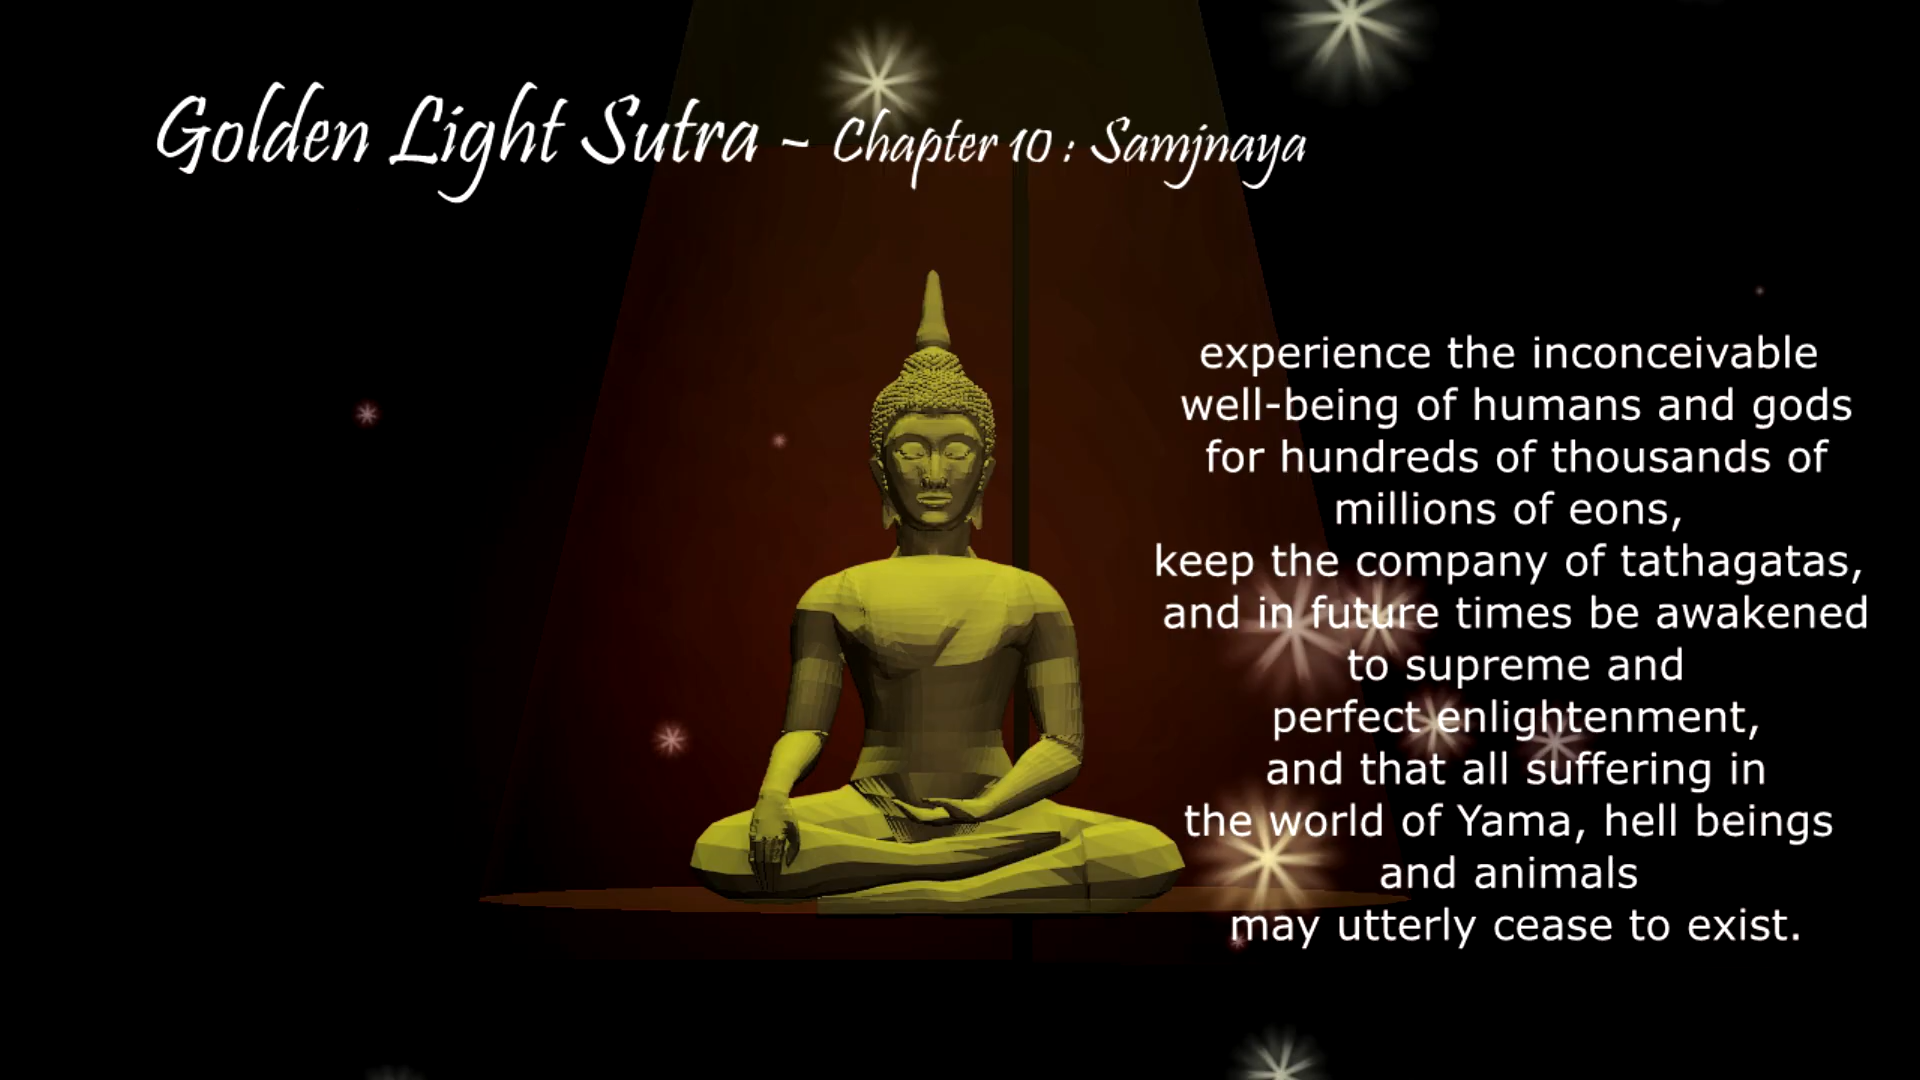 Golden Light Sutra ~ Chapter 10 : Samjnaya
experience the inconceivable
well-being of humans and gods
for hundreds of thousands of
millions of eons,
keep the company of tathagatas,
and in future times be awakened
to supreme and
perfect enlightenment,
and that all suffering in
the world of Yama, hell beings
and animals
may utterly cease to exist.